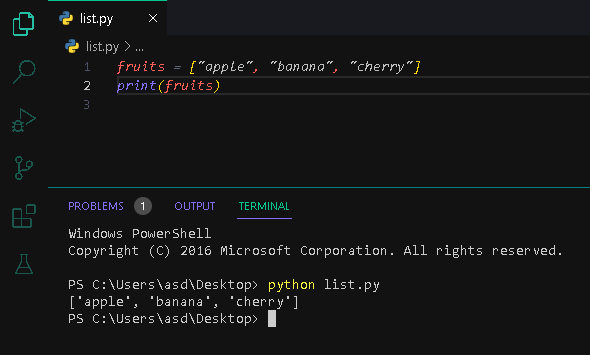 list.py
list.py > ...
1 fruits = ["apple", "banana", "cherry"]
2 print(fruits)
3
PROBLEMS 1 OUTPUT TERMINAL
Windows PowerShell
Copyright (C) 2016 Microsoft Corporation. All rights reserved.
PS C:\Users\asd\Desktop> python list.py
['apple', 'banana', 'cherry']
PS C:\Users\asd\Desktop>